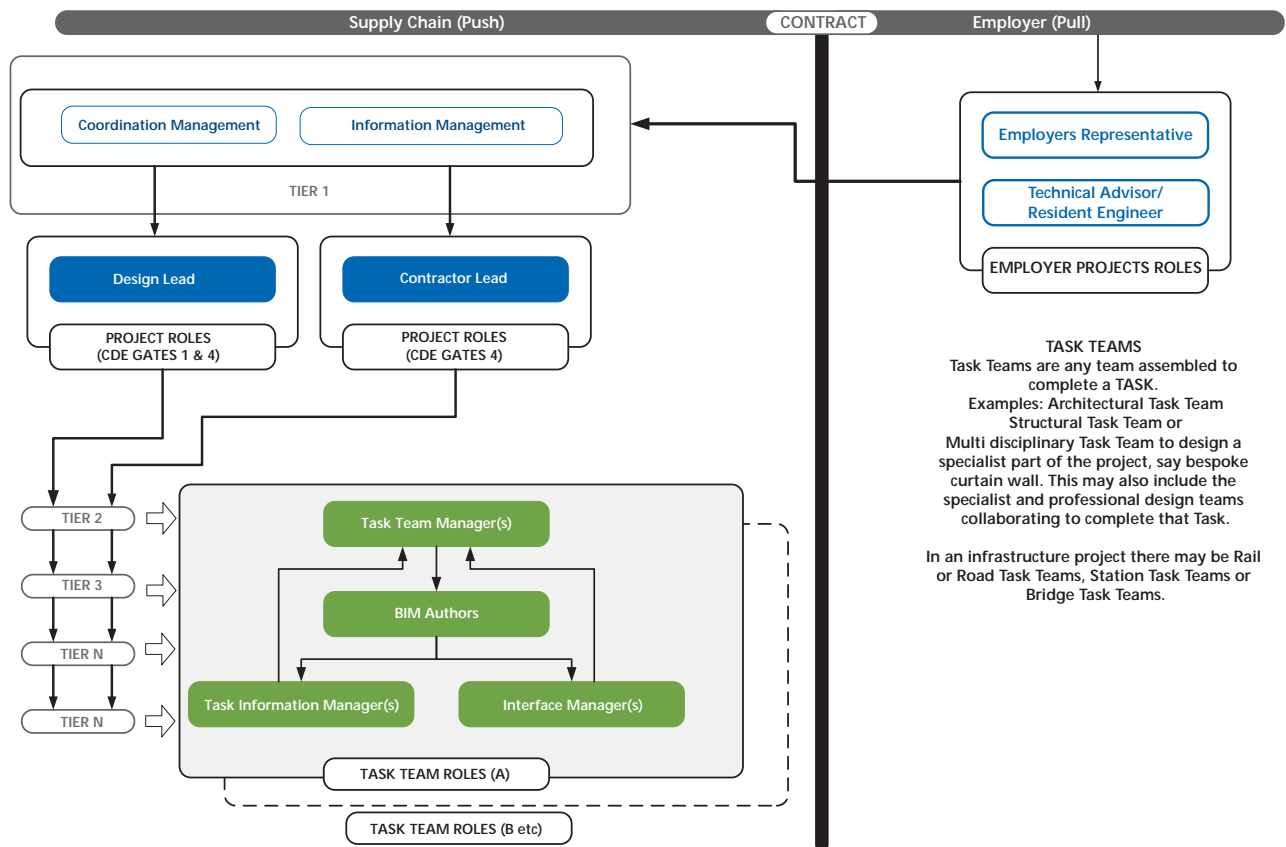 Supply Chain (Push)
CONTRACT
Employer (Pull)
Coordination Management
Information Management
TIER 1
Employers Representative
Technical Advisor/
Resident Engineer
EMPLOYER PROJECTS ROLES
Design Lead
PROJECT ROLES
(CDE GATES 1 & 4)
Contractor Lead
PROJECT ROLES
(CDE GATES 4)
TASK TEAMS
Task Teams are any team assembled to
complete a TASK.
Examples: Architectural Task Team
Structural Task Team or
Multi disciplinary Task Team to design a
specialist part of the project, say bespoke
curtain wall. This may also include the
specialist and professional design teams
collaborating to complete that Task.
In an infrastructure project there may be Rail
or Road Task Teams, Station Task Teams or
Bridge Task Teams.
TIER 2
TIER 3
TIER N
TIER N
Task Team Manager(s)
BIM Authors
Task Information Manager(s)
Interface Manager(s)
TASK TEAM ROLES (A)
TASK TEAM ROLES (B etc)